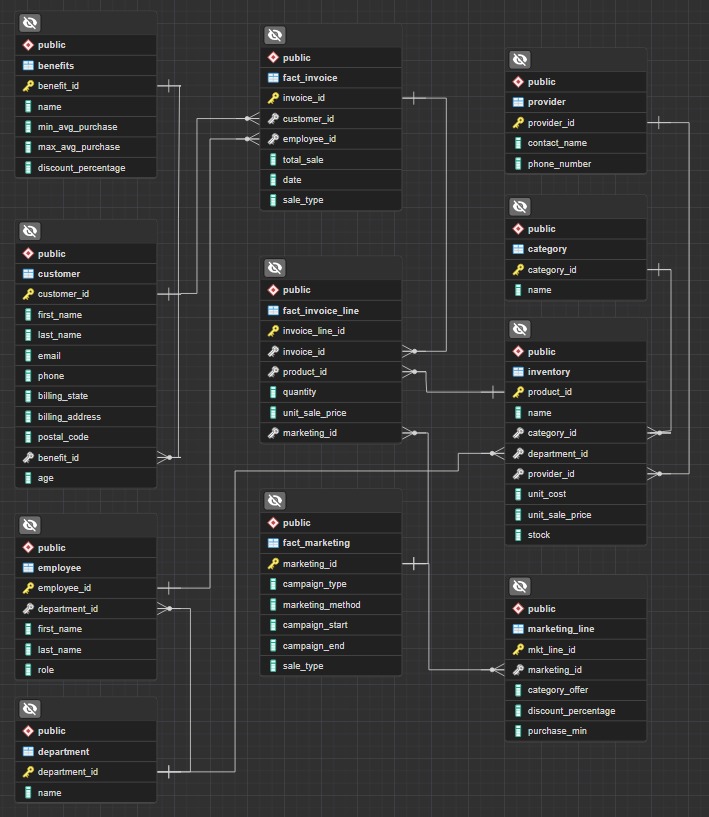 public
benefits
benefit_id
name
min_avg_purchase
max_avg_purchase
discount_percentage
public
customer
customer_id
first_name
last_name
email
phone
billing_state
billing_address
postal_code
benefit_id
age
public
employee
employee_id
department_id
first_name
last_name
role
public
department
department_id
name
public
fact_invoice
invoice_id
customer_id
employee_id
total_sale
date
sale_type
public
fact_invoice_line
invoice_line_id
invoice_id
product_id
quantity
unit_sale_price
marketing_id
public
fact_marketing
marketing_id
campaign_type
marketing_method
campaign_start
campaign_end
sale_type
public
provider
provider_id
contact_name
phone_number
public
category
category_id
name
public
inventory
product_id
name
category_id
department_id
provider_id
unit_cost
unit_sale_price
stock
public
marketing_line
mkt_line_id
marketing_id
category_offer
discount_percentage
purchase_min